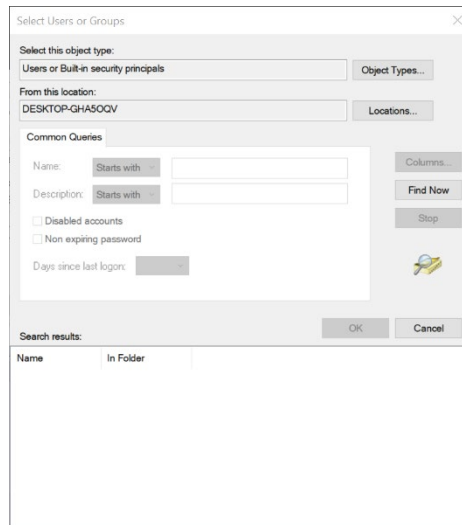 Select Users or Groups
Select this object type:
Users or Built-in security principals
Object Types...
From this location:
DESKTOP-GHA5OQV
Locations...
Common Queries
Name: Starts with
Columns...
Description: Starts with
Find Now
Disabled accounts
Stop
Non expiring password
Days since last logon:
OK Cancel
Search results:
Name In Folder